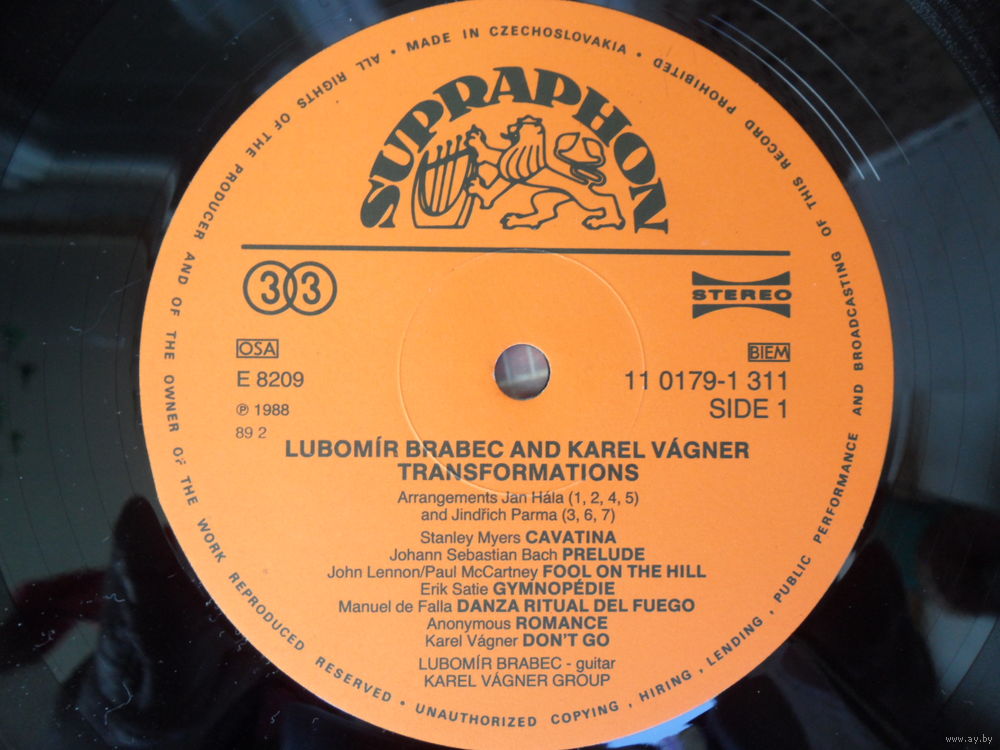 SUPRAPHON
33
STEREO
OSA
BIEM
E 8209
11 0179-1 311
SIDE 1
℗ 1988
89 2
LUBOMÍR BRABEC AND KAREL VÁGNER
TRANSFORMATIONS
Arrangements Jan Hála (1, 2, 4, 5)
and Jindřich Parma (3, 6, 7)
Stanley Myers CAVATINA
Johann Sebastian Bach PRELUDE
John Lennon/Paul McCartney FOOL ON THE HILL
Erik Satie GYMNOPÉDIE
Manuel de Falla DANZA RITUAL DEL FUEGO
Anonymous ROMANCE
Karel Vágner DON'T GO
LUBOMÍR BRABEC - guitar
KAREL VÁGNER GROUP
• MADE IN CZECHOSLOVAKIA • ALL RIGHTS OF THE PRODUCER AND OF THE OWNER OF THE WORK REPRODUCED RESERVED • UNAUTHORIZED COPYING, HIRING, LENDING, PUBLIC PERFORMANCE AND BROADCASTING OF THIS RECORD PROHIBITED
www.ay.by